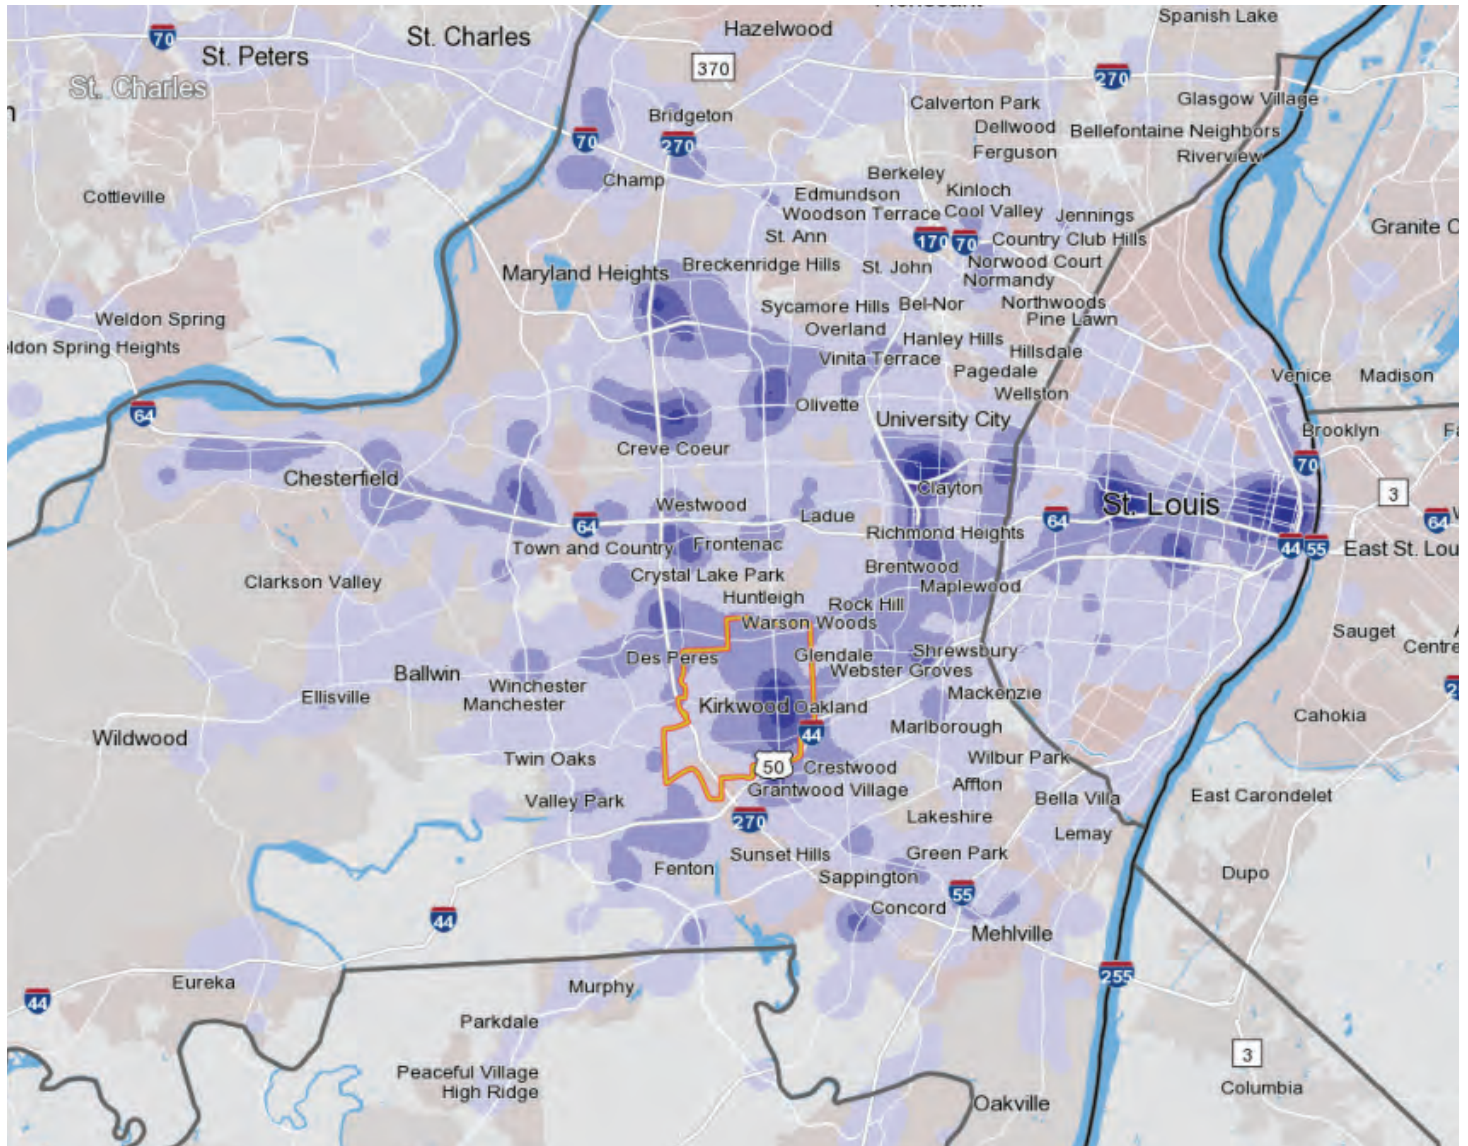 Spanish Lake
Hazelwood
St. Charles
70
St. Peters
370
270
St. Charles
Calverton Park
Glasgow Village
Bridgeton
Dellwood
Bellefontaine Neighbors
70
270
Ferguson
Riverview
Champ
Berkeley
Edmundson
Kinloch
Cottleville
Woodson Terrace
Cool Valley
Jennings
St. Ann
170
70
Country Club Hills
Granite C
Maryland Heights
Breckenridge Hills
St. John
Norwood Court
Normandy
Sycamore Hills
Bel-Nor
Northwoods
Weldon Spring
Overland
Pine Lawn
eldon Spring Heights
Hanley Hills
Vinita Terrace
Hillsdale
Pagedale
Venice
Madison
Wellston
64
Olivette
University City
Brooklyn
Creve Coeur
70
Chesterfield
Clayton
3
Westwood
St. Louis
64
Ladue
64
64
Richmond Heights
Town and Country
Frontenac
44
55
East St. Lou
Crystal Lake Park
Brentwood
Clarkson Valley
Maplewood
Huntleigh
Rock Hill
Warson Woods
Sauget
Des Peres
Glendale
Shrewsbury
Centre
Ballwin
Webster Groves
Winchester
Ellisville
Manchester
Kirkwood
Oakland
Mackenzie
Cahokia
Wildwood
44
Marlborough
Twin Oaks
50
Crestwood
Wilbur Park
Grantwood Village
Affton
Valley Park
Bella Villa
East Carondelet
270
Lakeshire
Lemay
Fenton
Sunset Hills
Green Park
Sappington
Dupo
55
44
Concord
Mehlville
Eureka
255
44
Murphy
Parkdale
3
Peaceful Village
High Ridge
Columbia
Oakville